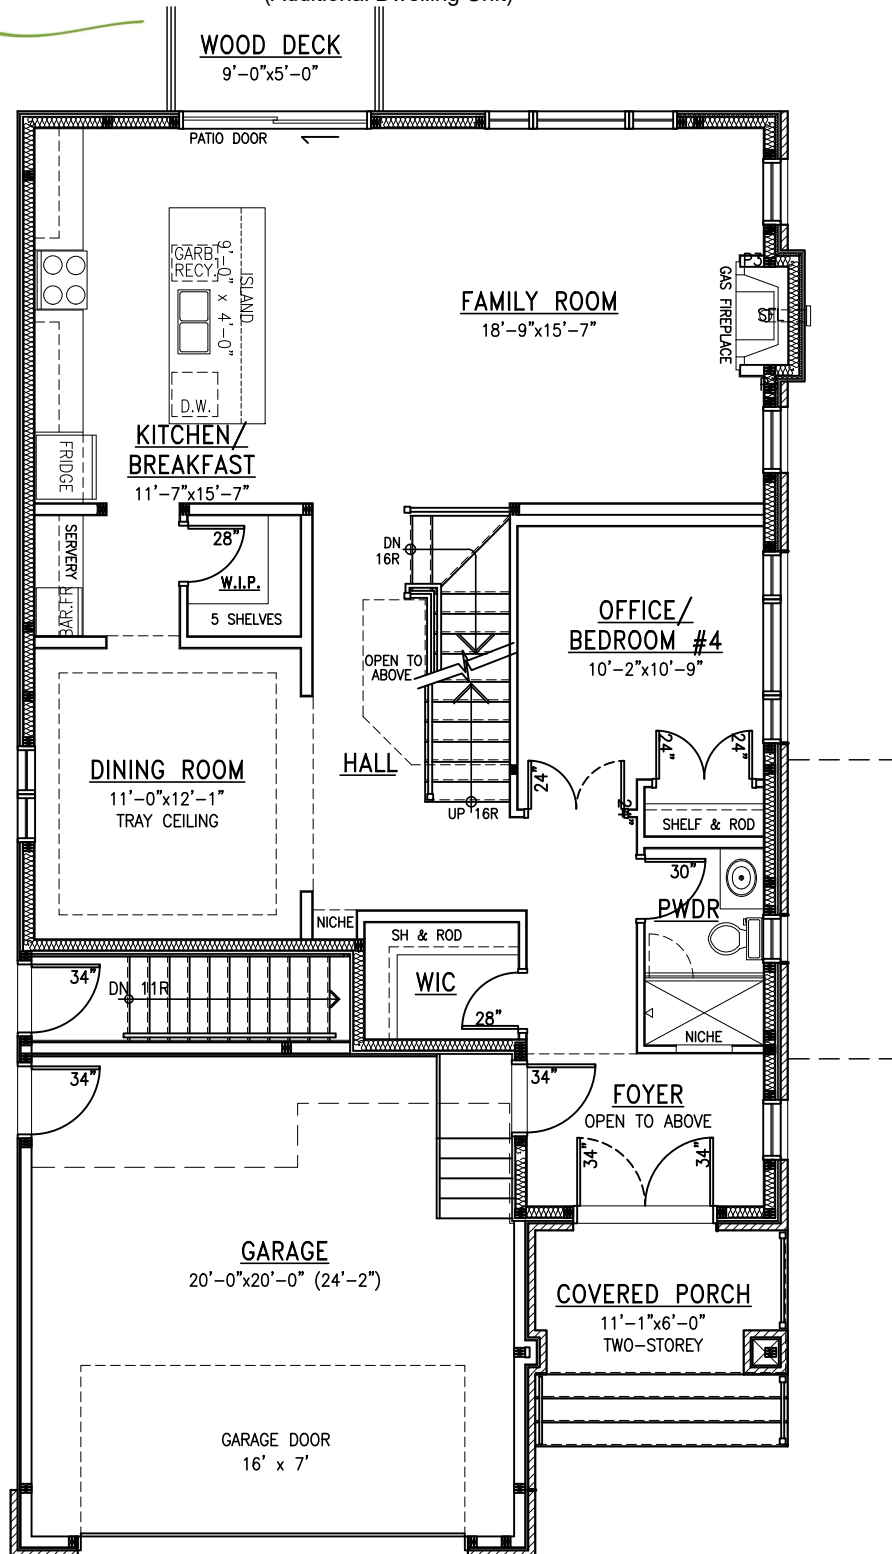 (Additional Dwelling Unit)
WOOD DECK
9'-0"x5'-0"
PATIO DOOR
GARB.
RECY.
ISLAND
9'-0" x 4'-0"
D.W.
FAMILY ROOM
18'-9"x15'-7"
GAS FIREPLACE
KITCHEN/
BREAKFAST
11'-7"x15'-7"
FRIDGE
SERVERY
28"
W.I.P.
5 SHELVES
DN
16R
OPEN TO
ABOVE
OFFICE/
BEDROOM #4
10'-2"x10'-9"
24"
24"
DINING ROOM
11'-0"x12'-1"
TRAY CEILING
HALL
24"
24"
UP 16R
SHELF & ROD
30"
PWDR
NICHE
SH & ROD
WIC
28"
34"
DN 11R
NICHE
34"
34"
FOYER
OPEN TO ABOVE
34"
34"
GARAGE
20'-0"x20'-0" (24'-2")
COVERED PORCH
11'-1"x6'-0"
TWO-STOREY
GARAGE DOOR
16' x 7'